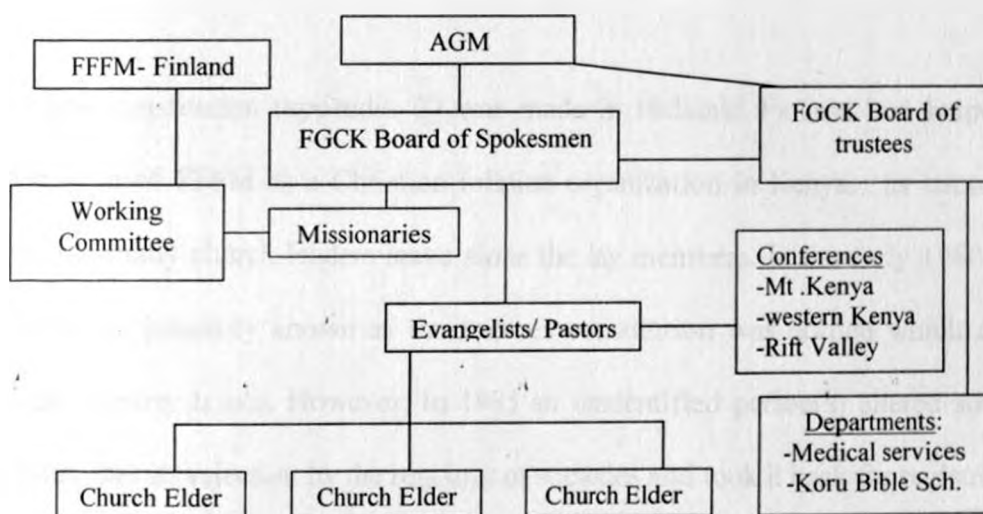 AGM
FFFM- Finland
FGCK Board of Spokesmen
FGCK Board of
trustees
Working
Committee
Missionaries
Conferences
-Mt .Kenya
-western Kenya
-Rift Valley
Evangelists/ Pastors
Departments:
-Medical services
-Koru Bible Sch.
Church Elder
Church Elder
Church Elder